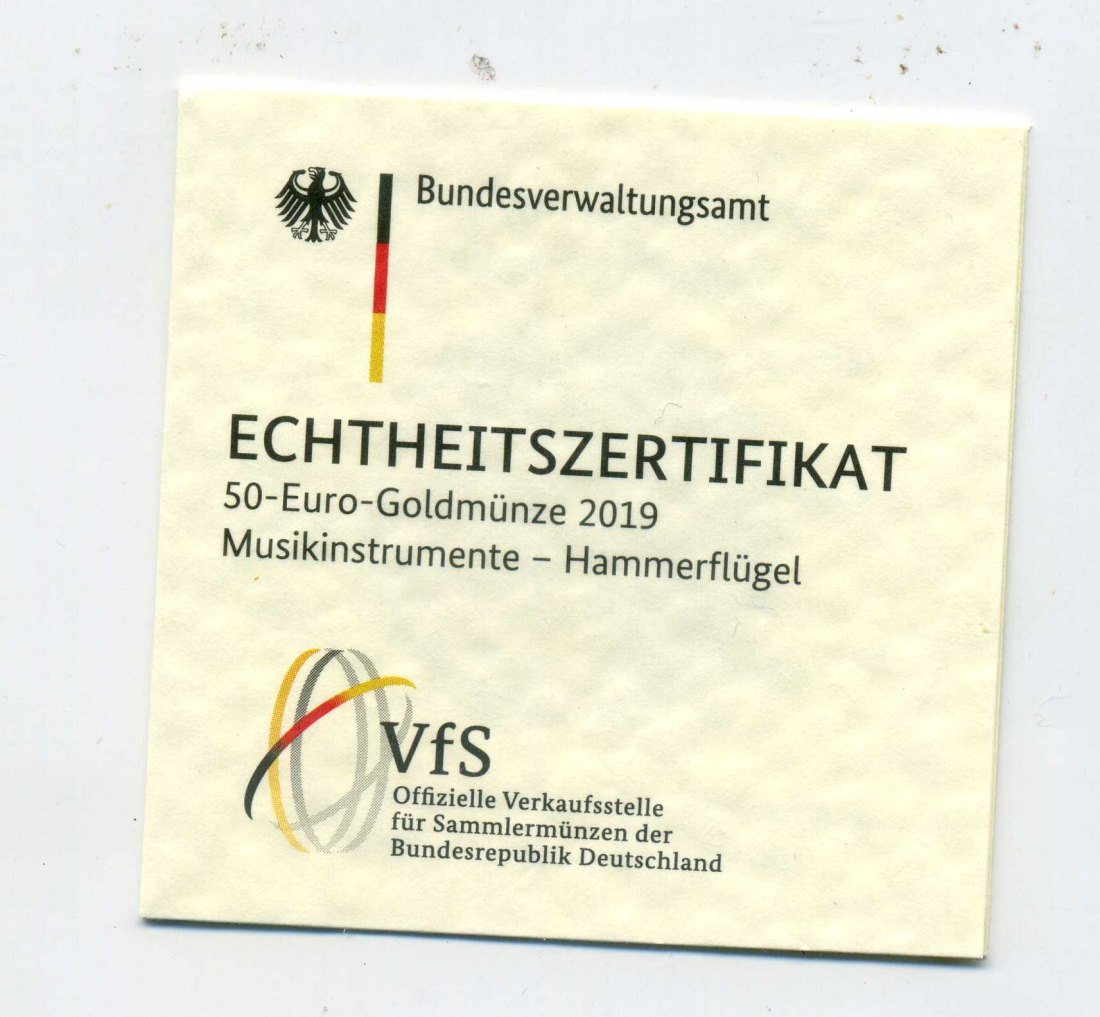 Bundesverwaltungsamt
ECHTHEITSZERTIFIKAT
50-Euro-Goldmünze 2019
Musikinstrumente – Hammerflügel
VfS
Offizielle Verkaufsstelle
für Sammlermünzen der
Bundesrepublik Deutschland